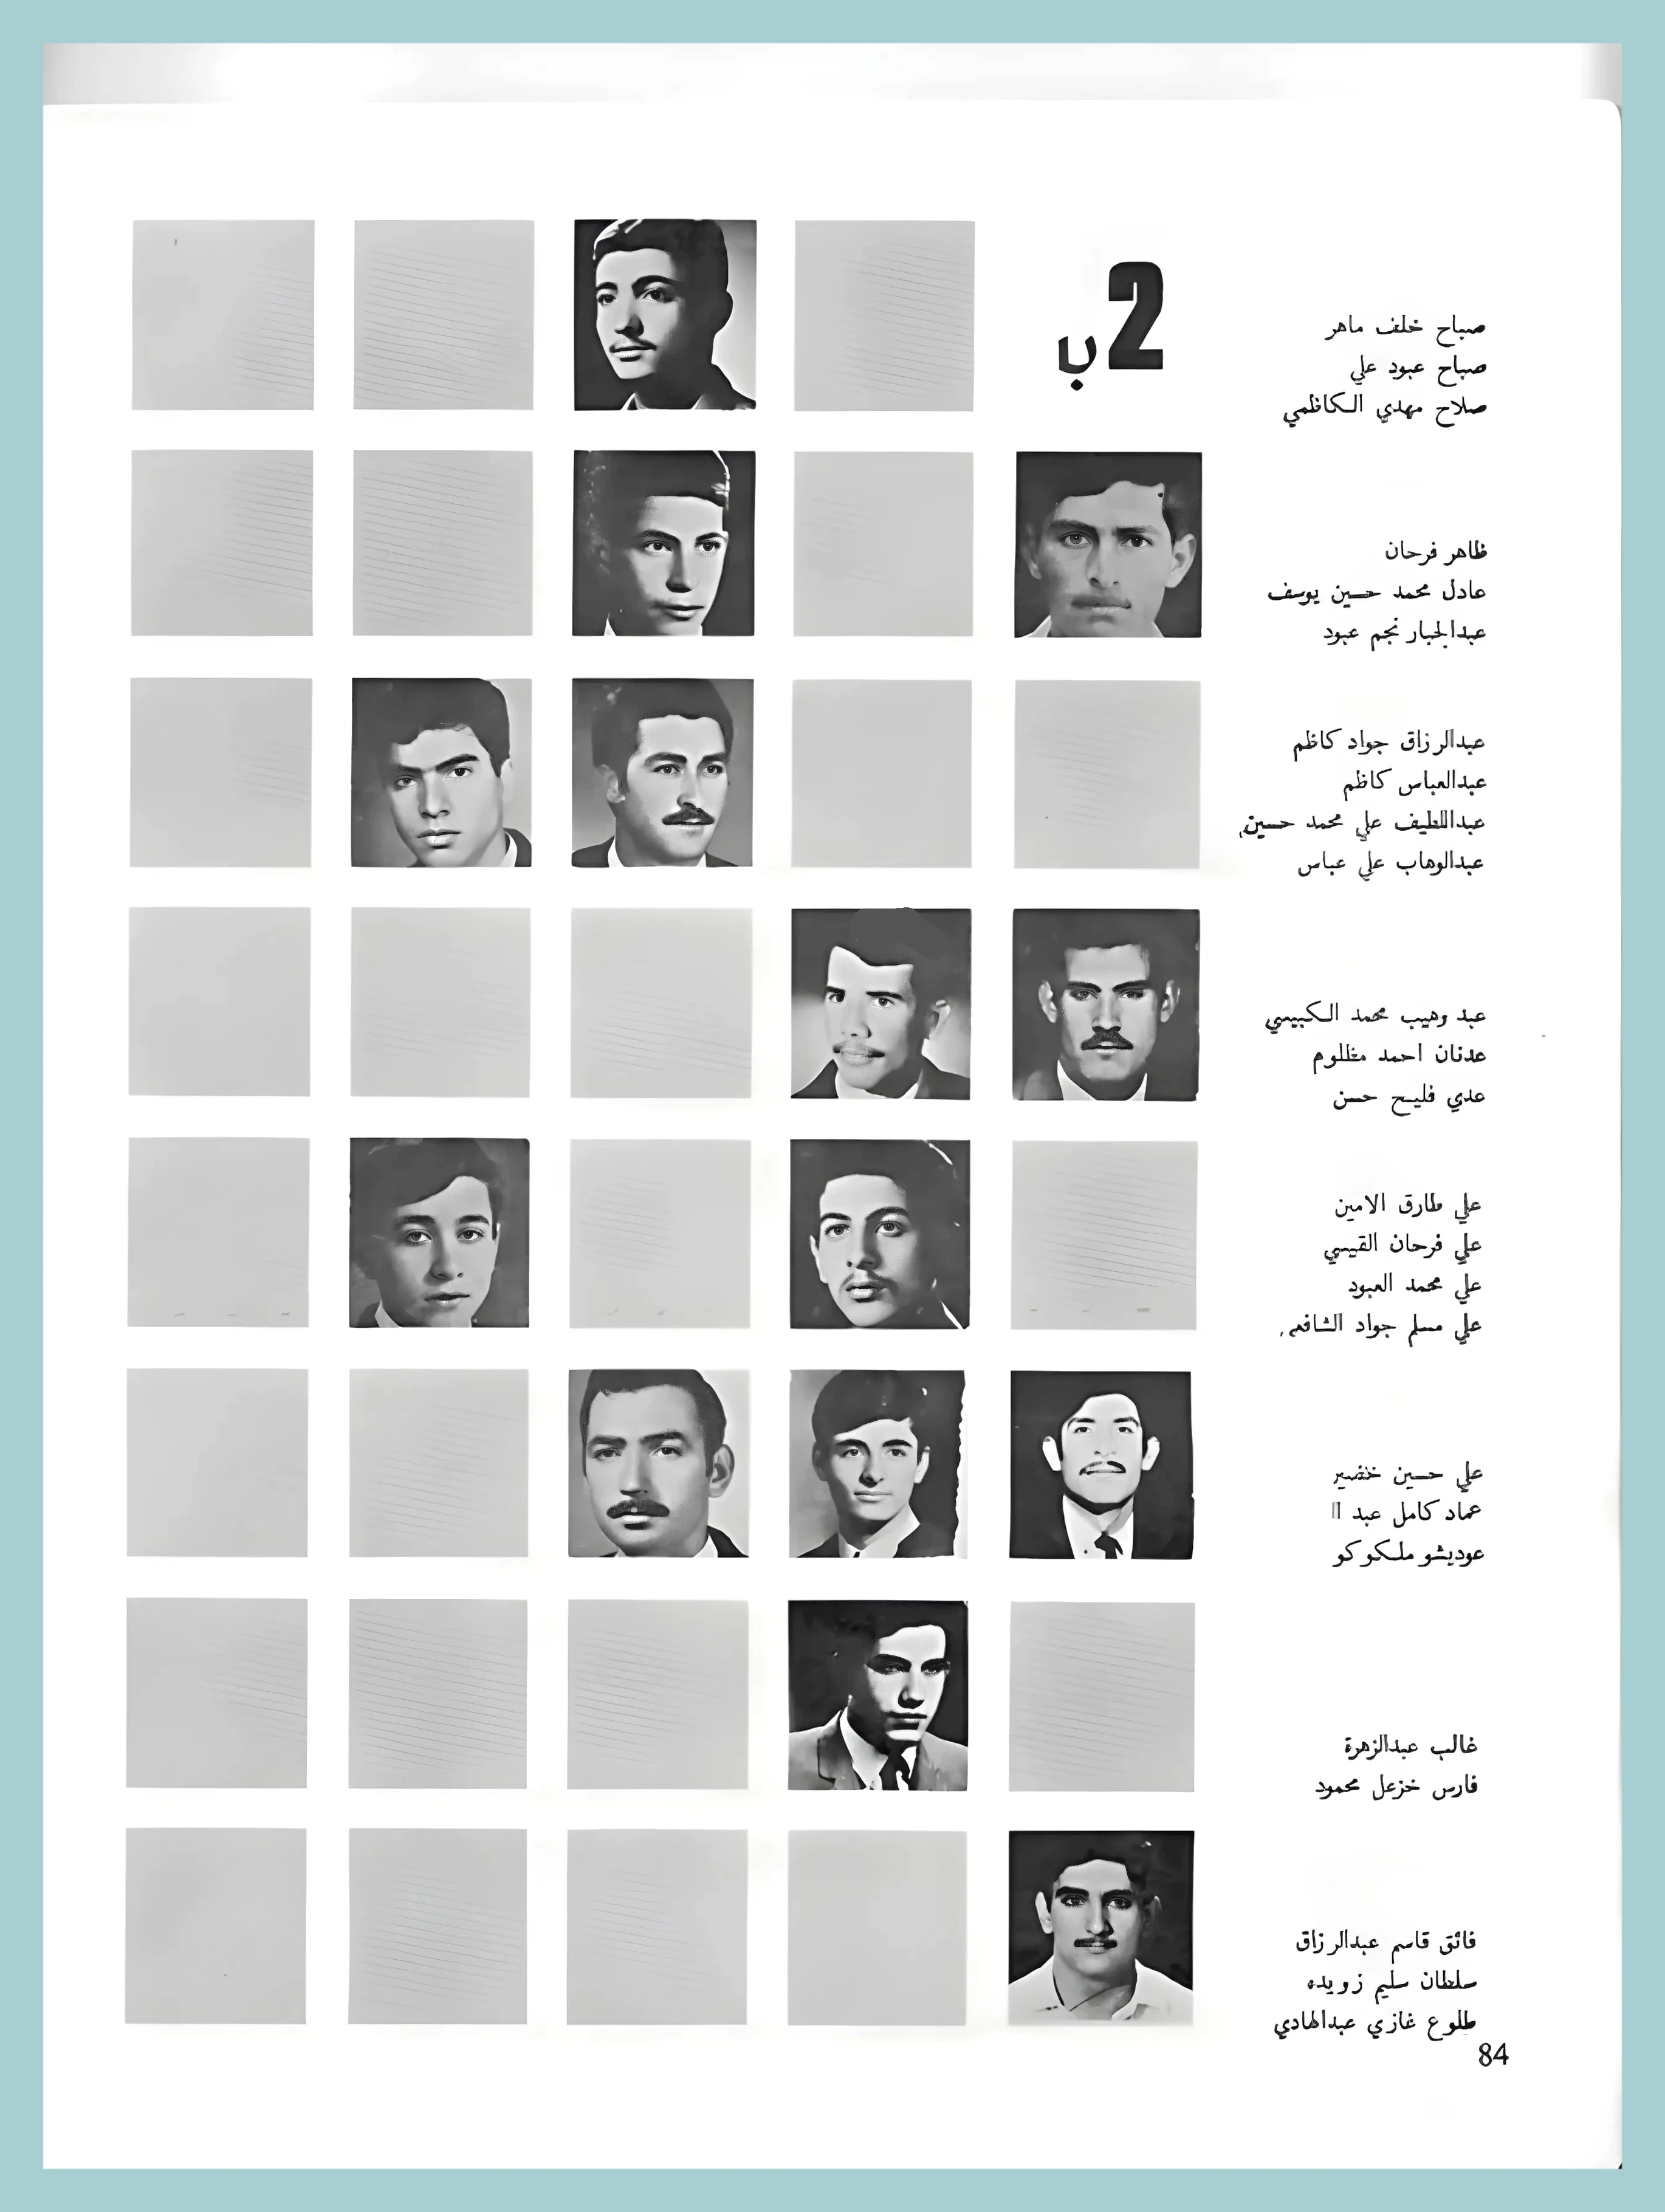 2ب
صباح خلف ماهر
صباح عبود علي
صلاح مهدي الكاظمي
ظاهر فرحان
عادل محمد حسين يوسف
عبدالجبار نجم عبود
عبدالرزاق جواد كاظم
عبدالعباس كاظم
عبداللطيف علي محمد حسين
عبدالوهاب علي عباس
عبد وهيب محمد الكبيسي
عدنان احمد مظلوم
عدي فليح حسن
علي طارق الامين
علي فرحان القيسي
علي محمد العبود
علي مسلم جواد الشافعي
علي حسين خضير
عماد كامل عبد
عوديشو ملكو كو
غالب عبدالزهرة
فارس خزعل محمود
فائق قاسم عبدالرزاق
سلطان سليم زويده
طلوع غازي عبدالهادي
84